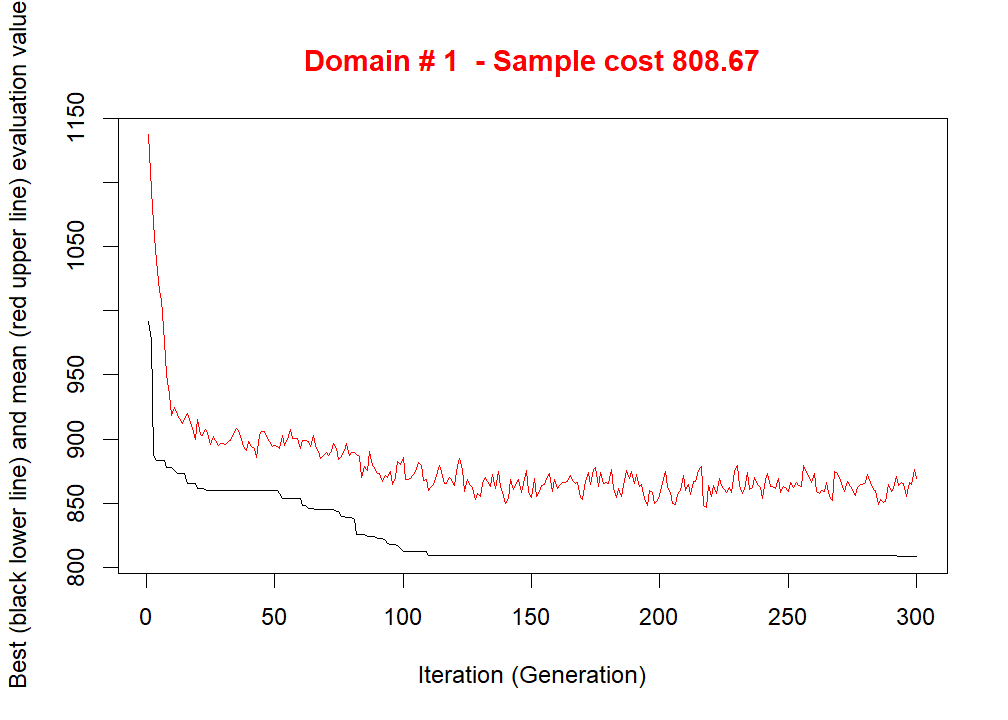 Domain # 1  - Sample cost 808.67
Best (black lower line) and mean (red upper line) evaluation value
1150
1050
950
900
850
800
0 50 100 150 200 250 300
Iteration (Generation)